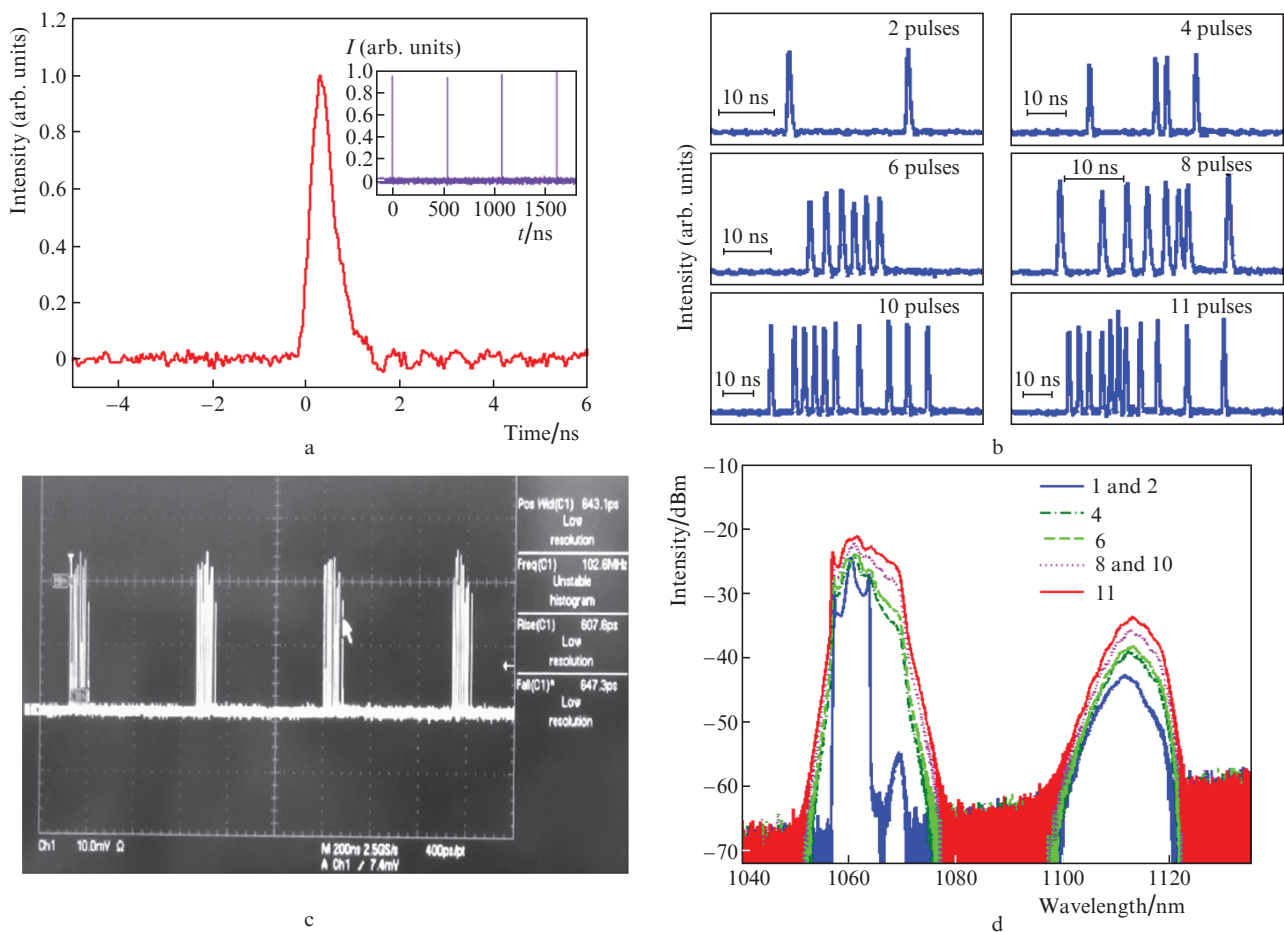 Intensity (arb. units)
1.2
1.0
0.8
0.6
0.4
0.2
0
−4
−2
0
2
4
6
Time/ns
I (arb. units)
1.0
0.8
0.6
0.4
0.2
0
0
500
1000
1500
t/ns
a
Intensity (arb. units)
2 pulses
10 ns
4 pulses
10 ns
6 pulses
10 ns
8 pulses
10 ns
10 pulses
10 ns
11 pulses
10 ns
b
Pos Wid(C1) 643.1ps
Low
resolution
Freq(C1) 102.6MHz
Unstable
histogram
Rise(C1) 607.6ps
Low
resolution
Fall(C1)* 647.3ps
Low
resolution
Ch1 10.0mV Ω
M 200ns 2.5GS/s 400ps/pt
A Ch1 / 7.4mV
c
Intensity/dBm
−10
−20
−30
−40
−50
−60
−70
1040
1060
1080
1100
1120
Wavelength/nm
1 and 2
4
6
8 and 10
11
d